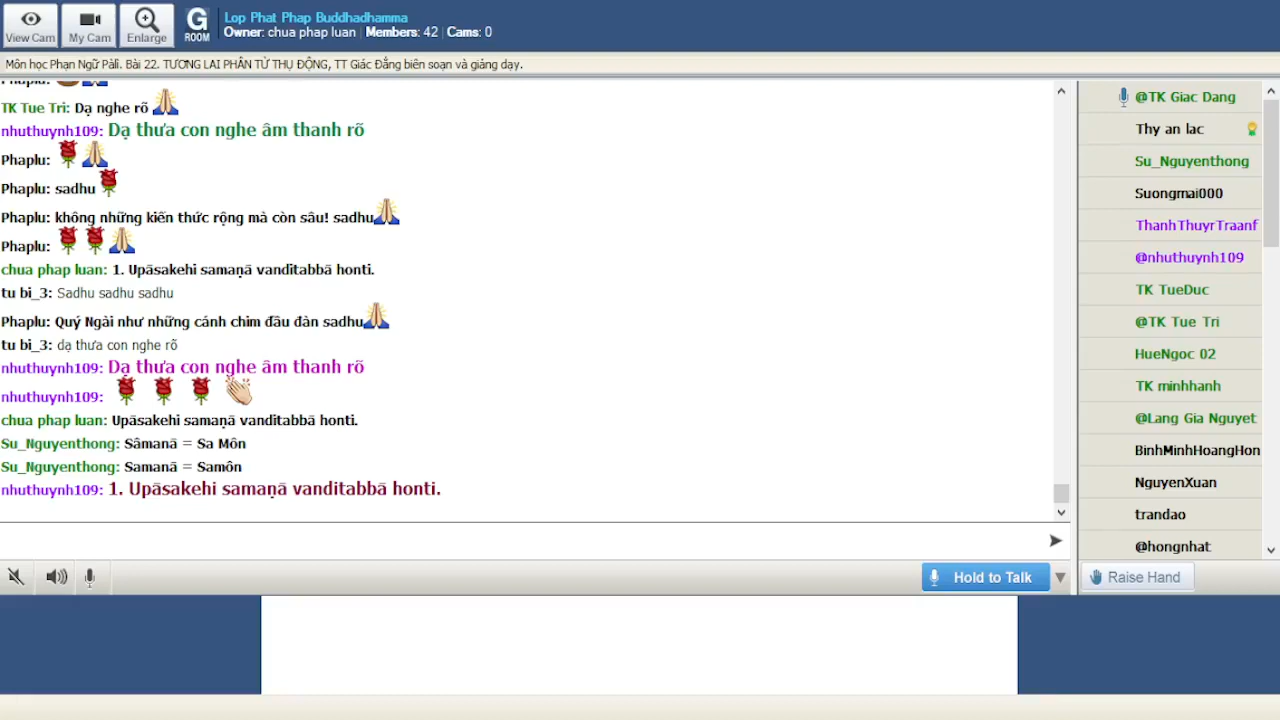 View Cam
My Cam
Enlarge
G
ROOM
Lop Phat Phap Buddhadhamma
Owner: chua phap luan | Members: 42 | Cams: 0
Môn học Phạn Ngữ Pāli. Bài 22. TƯƠNG LAI PHÂN TỪ THỤ ĐỘNG, TT Giác Đẳng biên soạn và giảng dạy.
Phaplu:
TK Tue Tri: Dạ nghe rõ
nhuthuynh109: Dạ thưa con nghe âm thanh rõ
Phaplu:
Phaplu: sadhu
Phaplu: không những kiến thức rộng mà còn sâu! sadhu
Phaplu:
chua phap luan: 1. Upāsakehi samaṇā vanditabbā honti.
tu bi_3: Sadhu sadhu sadhu
Phaplu: Quý Ngài như những cánh chim đầu đàn sadhu
tu bi_3: dạ thưa con nghe rõ
nhuthuynh109: Dạ thưa con nghe âm thanh rõ
nhuthuynh109:
chua phap luan: Upāsakehi samaṇā vanditabbā honti.
Su_Nguyenthong: Sâmanā = Sa Môn
Su_Nguyenthong: Samanā = Samôn
nhuthuynh109: 1. Upāsakehi samaṇā vanditabbā honti.
Hold to Talk
@TK Giac Dang
Thy an lac
Su_Nguyenthong
Suongmai000
ThanhThuyrTraanf
@nhuthuynh109
TK TueDuc
@TK Tue Tri
HueNgoc 02
TK minhhanh
@Lang Gia Nguyet
BinhMinhHoangHon
NguyenXuan
trandao
@hongnhat
Raise Hand